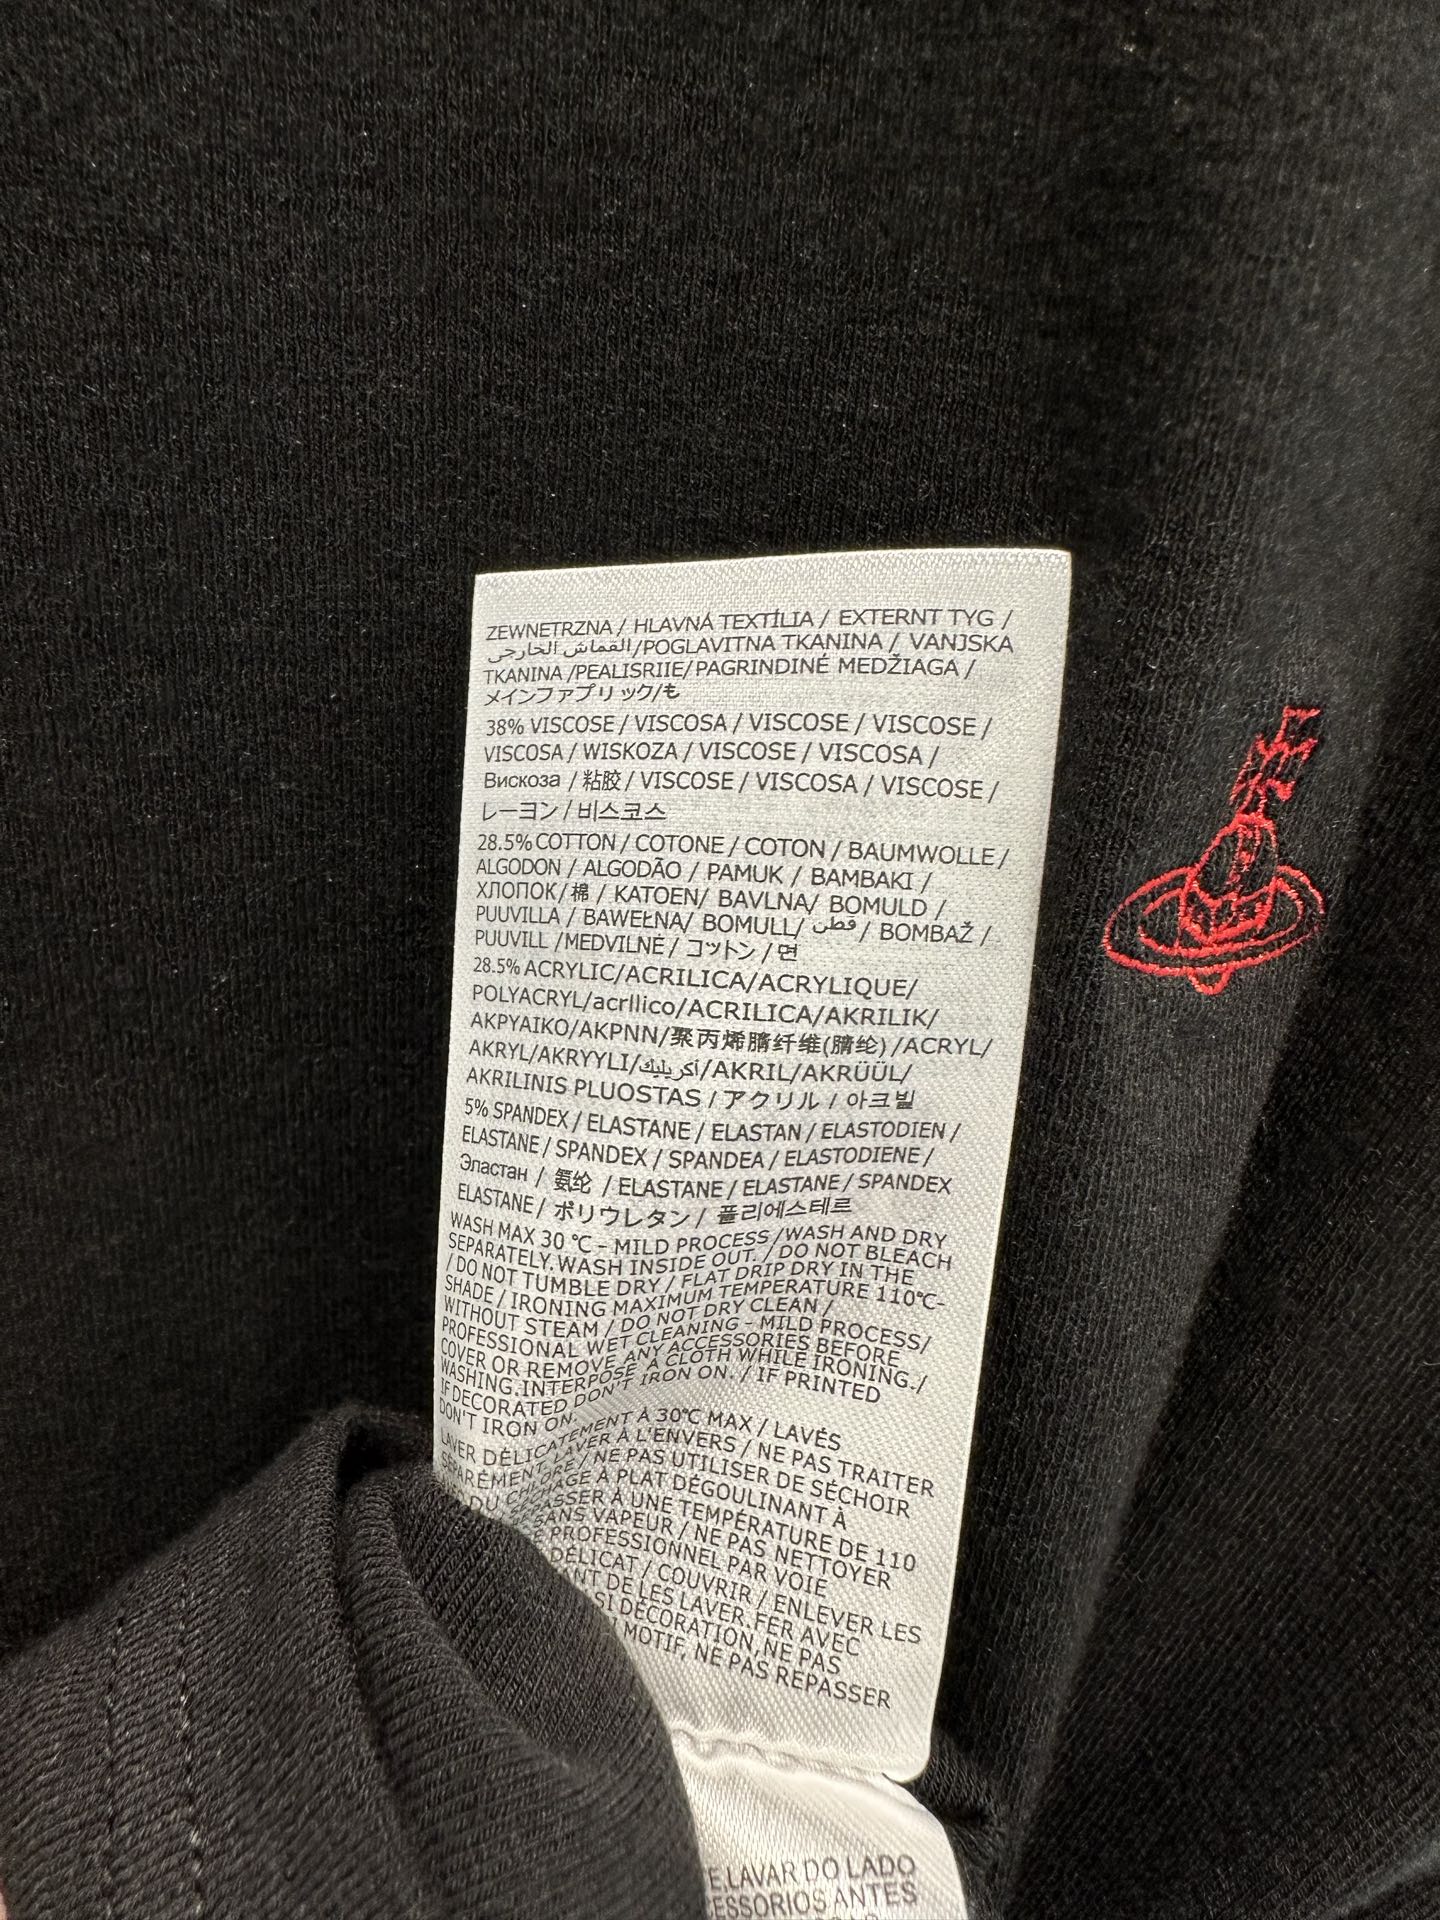 ZEWNETRZNA / HLAVNÁ TEXTÍLIA / EXTERNT TYG /
القماش الخارجي/POGLAVITNA TKANINA / VANJSKA
TKANINA /PEALISRIIE/PAGRINDINÉ MEDŽIAGA /
メインファブリック/も
38% VISCOSE / VISCOSA / VISCOSE / VISCOSE /
VISCOSA / WISKOZA / VISCOSE / VISCOSA /
Вискоза / 粘胶 / VISCOSE / VISCOSA / VISCOSE /
レーヨン / 비스코스
28.5% COTTON / COTONE / COTON / BAUMWOLLE /
ALGODON / ALGODÃO / PAMUK / BAMBAKI /
ХЛОПОК/ 棉 / KATOEN/ BAVLNA/ BOMULD /
PUUVILLA / BAWEŁNA/ BOMULL/ قطن / BOMBAŽ /
PUUVILL /MEDVILNĖ / コットン / 면
28.5% ACRYLIC/ACRILICA/ACRYLIQUE/
POLYACRYL/acrllico/ACRILICA/AKRILIK/
AKPYAIKO/AKPNN/聚丙烯腈纤维(腈纶) /ACRYL/
AKRYL/AKRYYLI/أكريليك/AKRIL/AKRÜÜL/
AKRILINIS PLUOSTAS / アクリル / 아크빌
5% SPANDEX / ELASTANE / ELASTAN / ELASTODIEN /
ELASTANE / SPANDEX / SPANDEA / ELASTODIENE /
Эластан / 氨纶 / ELASTANE / ELASTANE / SPANDEX
ELASTANE / ポリウレタン / 폴리에스테르
WASH MAX 30 ℃ - MILD PROCESS /WASH AND DRY
SEPARATELY.WASH INSIDE OUT. / DO NOT BLEACH
/ DO NOT TUMBLE DRY / FLAT DRIP DRY IN THE
SHADE / IRONING MAXIMUM TEMPERATURE 110℃-
WITHOUT STEAM / DO NOT DRY CLEAN /
PROFESSIONAL WET CLEANING - MILD PROCESS/
COVER OR REMOVE ANY ACCESSORIES BEFORE
WASHING.INTERPOSE A CLOTH WHILE IRONING./
IF DECORATED DON'T IRON ON. / IF PRINTED
DON'T IRON ON.
LAVER DÉLICATEMENT À 30℃ MAX / LAVÉS
SÉPARÉMEN LAVER À L'ENVERS / NE PAS TRAITER
DU CHLORE / NE PAS UTILISER DE SÉCHOIR
À PLAT DÉGOULINANT À
À UNE TEMPÉRATURE DE 110
SANS VAPEUR / NE PAS NETTOYER
PROFESSIONNEL PAR VOIE
DÉLICAT / COUVRIR / ENLEVER LES
DE LES LAVER.FER AVEC
SI DÉCORATION, NE PAS
MOTIF, NE PAS REPASSER
LAVAR DO LADO
ANTES